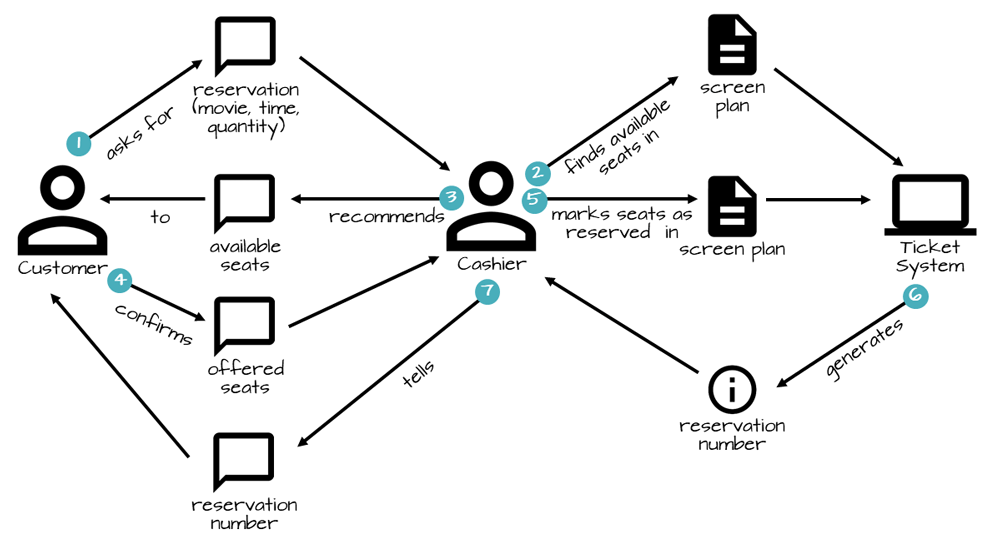 1
asks for
reservation
(movie, time,
quantity)
2
finds available
seats in
screen
plan
Customer
to
available
seats
3
recommends
Cashier
5
marks seats as
reserved in
screen plan
Ticket
System
4
confirms
offered
seats
7
tells
6
generates
reservation
number
reservation
number